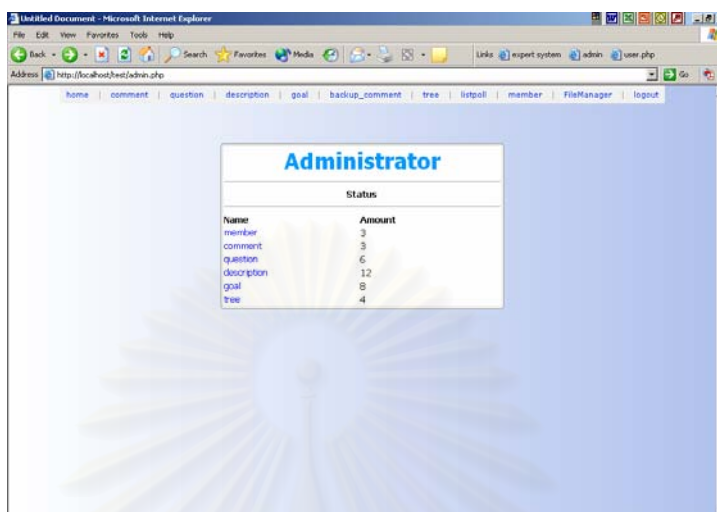 Untitled Document - Microsoft Internet Explorer
File Edit View Favorites Tools Help
Back Search Favorites Media Links expert system admin user.php
Address http://localhost/test/admin.php Go
home | comment | question | description | goal | backup_comment | tree | listpoll | member | FileManager | logout
Administrator
Status
Name Amount
member 3
comment 3
question 6
description 12
goal 8
tree 4